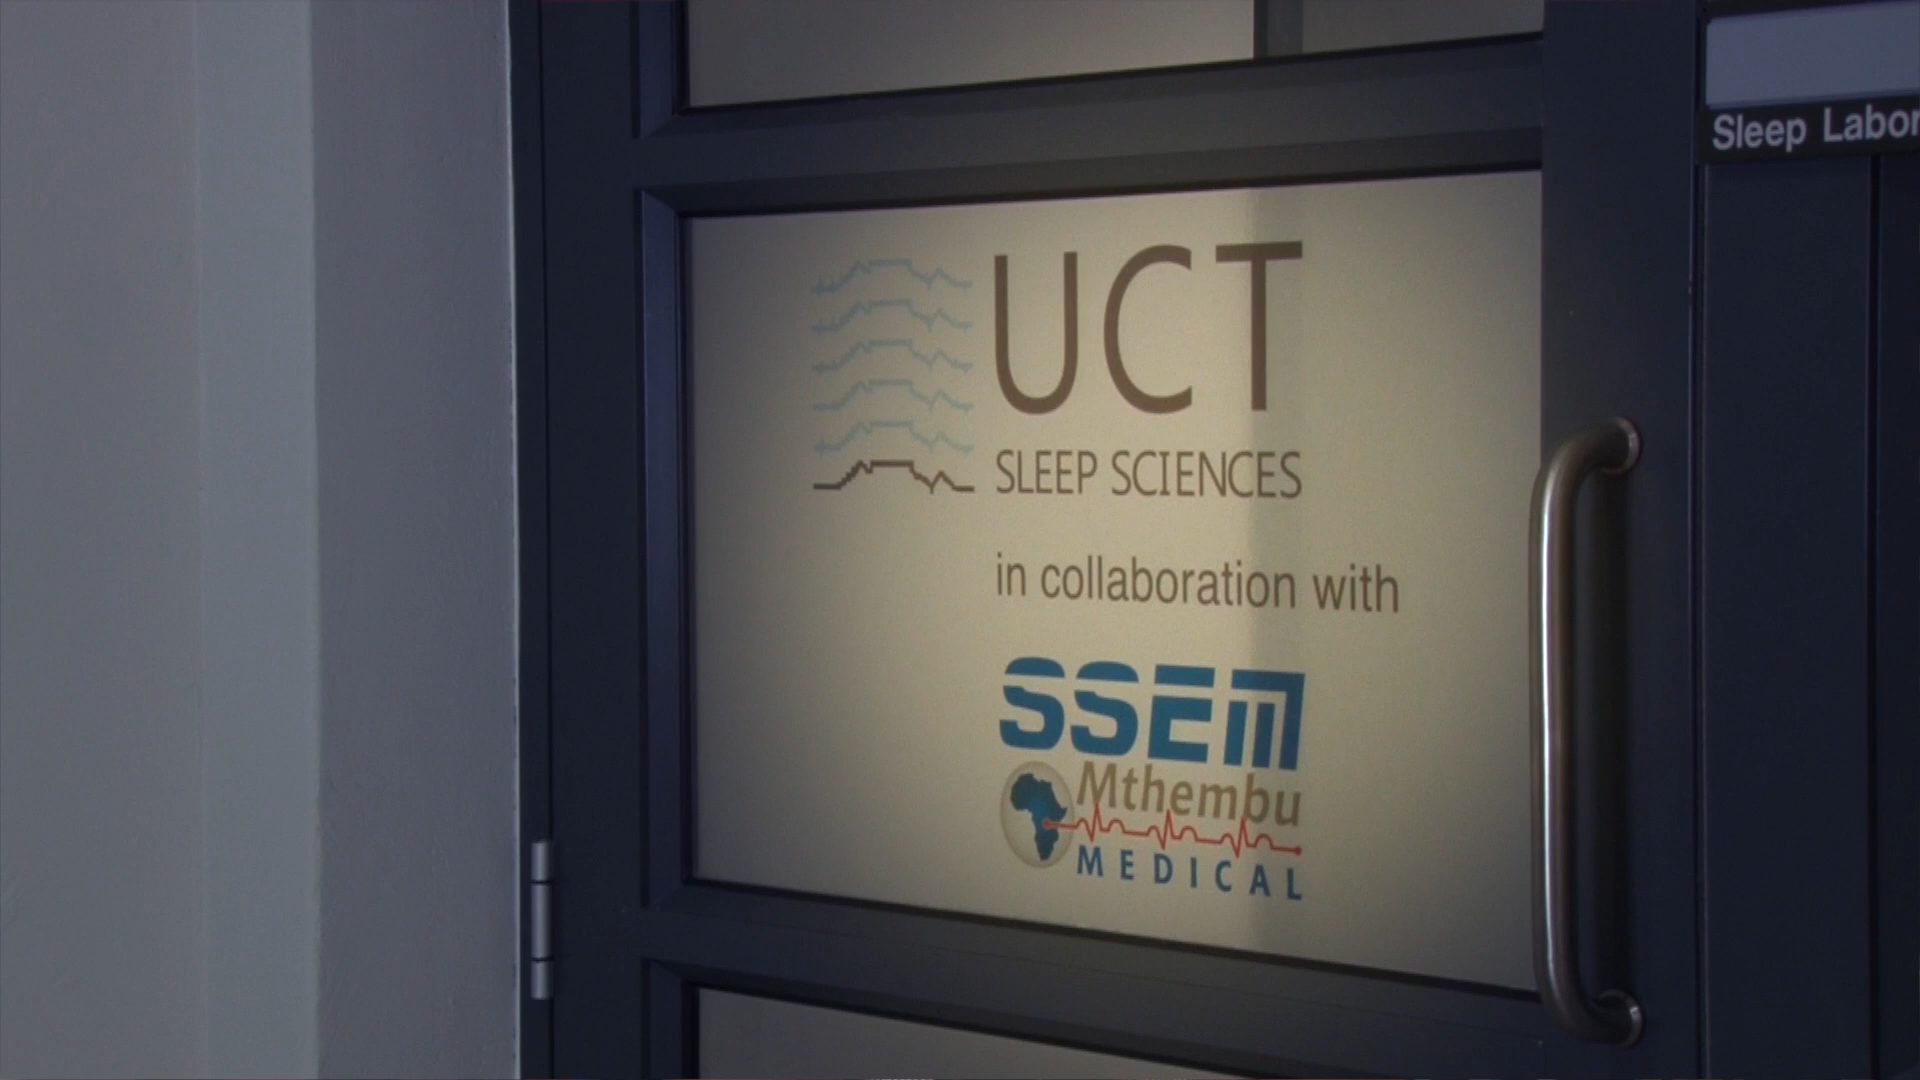 Sleep Labor
UCT
SLEEP SCIENCES
in collaboration with
SSEM
Mthembu
MEDICAL